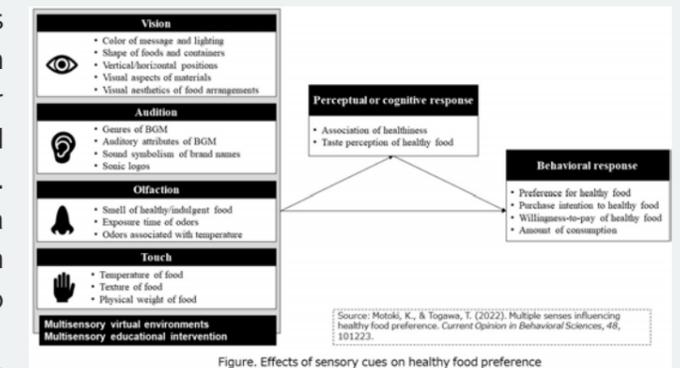 Vision
• Color of message and lighting
• Shape of foods and containers
• Vertical/horizontal positions
• Visual aspects of materials
• Visual aesthetics of food arrangements
Audition
• Genres of BGM
• Auditory attributes of BGM
• Sound symbolism of brand names
• Sonic logos
Olfaction
• Smell of healthy/indulgent food
• Exposure time of odors
• Odors associated with temperature
Touch
• Temperature of food
• Texture of food
• Physical weight of food
Multisensory virtual environments
Multisensory educational intervention
Perceptual or cognitive response
• Association of healthiness
• Taste perception of healthy food
Behavioral response
• Preference for healthy food
• Purchase intention to healthy food
• Willingness-to-pay of healthy food
• Amount of consumption
Source: Motoki, K., & Togawa, T. (2022). Multiple senses influencing
healthy food preference. Current Opinion in Behavioral Sciences, 48,
101223.
Figure. Effects of sensory cues on healthy food preference